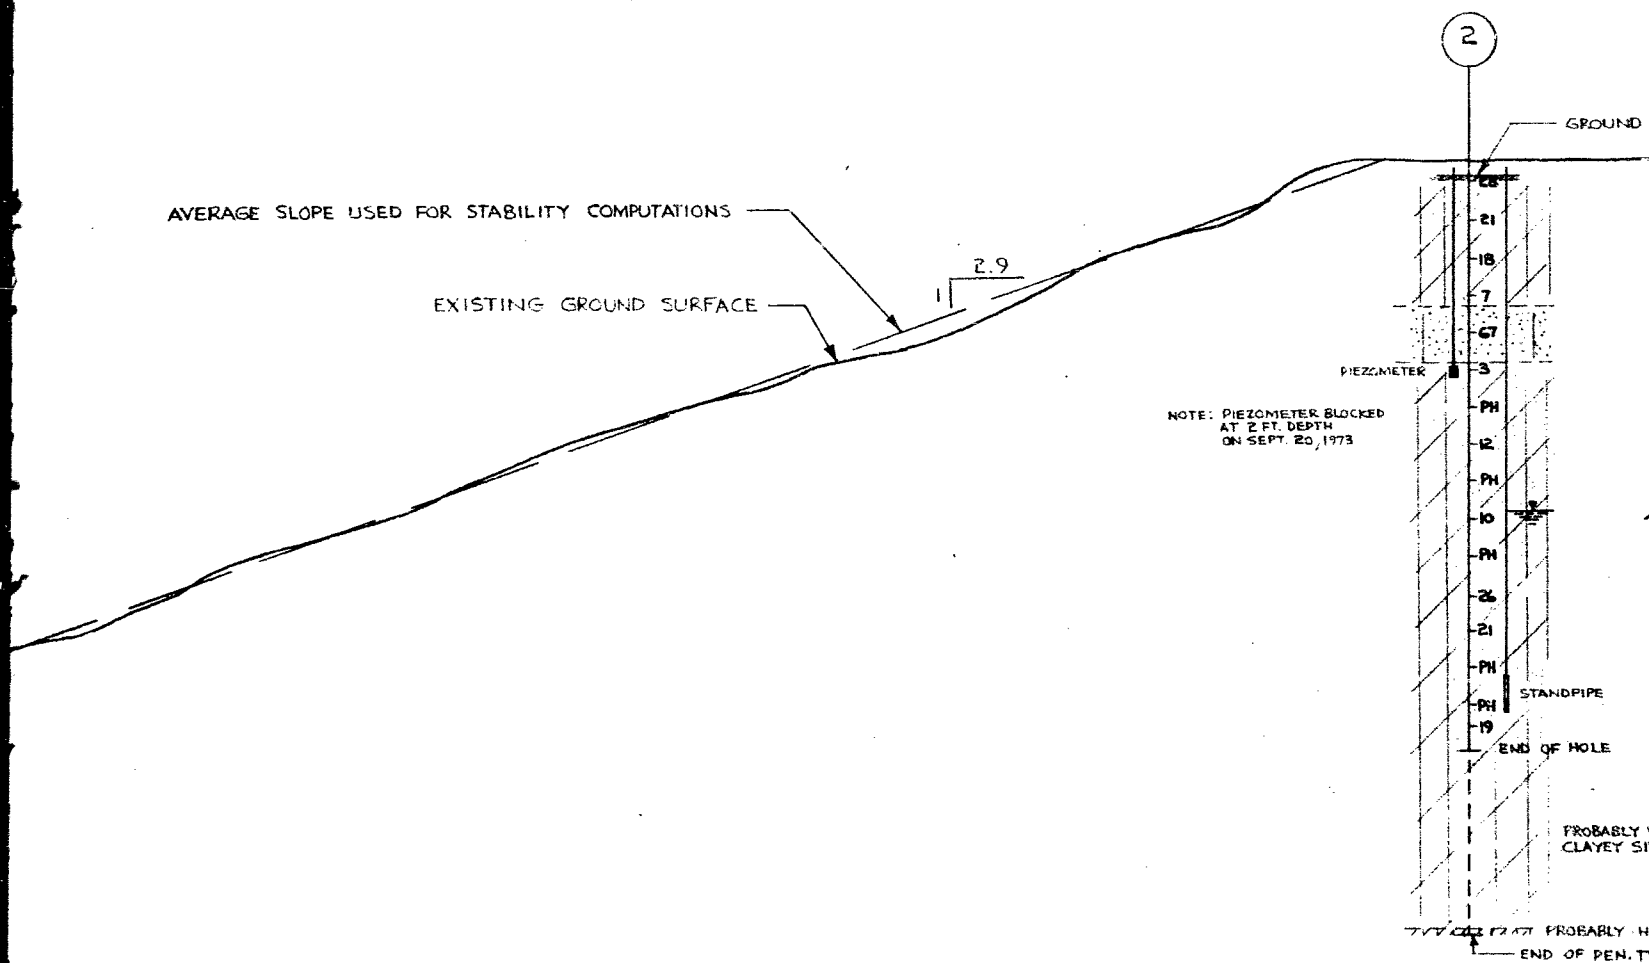 2
GROUND
AVERAGE SLOPE USED FOR STABILITY COMPUTATIONS
2.9
1
EXISTING GROUND SURFACE
28
21
18
7
67
3
PIEZOMETER
PH
NOTE: PIEZOMETER BLOCKED
AT 2 FT. DEPTH
ON SEPT. 20, 1973
12
PH
10
PH
26
21
PH
STANDPIPE
PH
19
END OF HOLE
PROBABLY
CLAYEY
PROBABLY
END OF PEN.